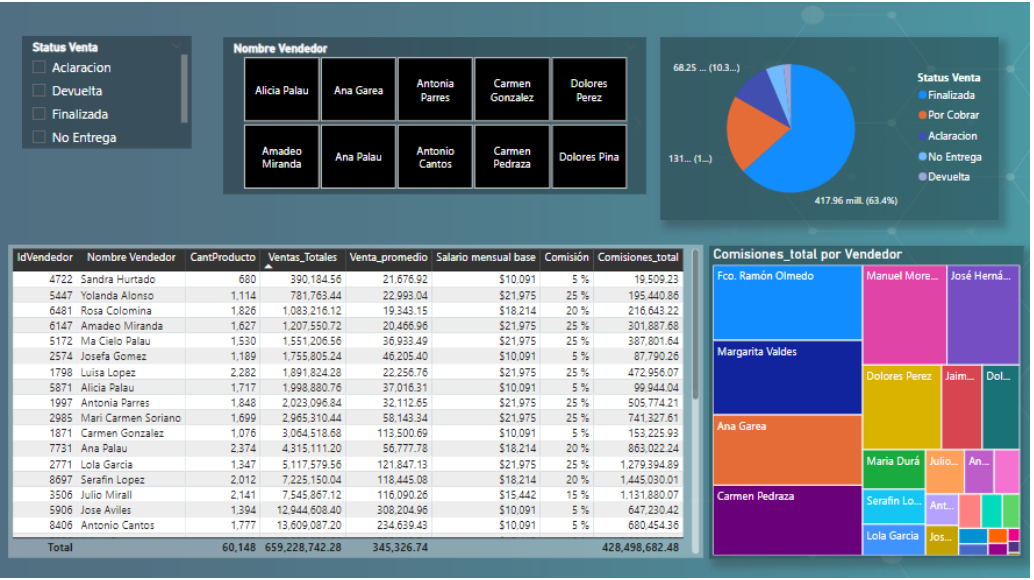 Status Venta
Aclaracion
Devuelta
Finalizada
No Entrega
Nombre Vendedor
Alicia Palau
Ana Garea
Antonia
Parres
Carmen
Gonzalez
Dolores
Perez
Amadeo
Miranda
Ana Palau
Antonio
Cantos
Carmen
Pedraza
Dolores Pina
68.25 ... (10.3...)
131... (1...)
417.96 mill. (63.4%)
Status Venta
Finalizada
Por Cobrar
Aclaracion
No Entrega
Devuelta
IdVendedor Nombre Vendedor CantProducto Ventas_Totales Venta_promedio Salario mensual base Comisión Comisiones_total
4722 Sandra Hurtado 680 390,184.56 21,676.92 $10,091 5 % 19,509.23
5447 Yolanda Alonso 1,114 781,763.44 22,993.04 $21,975 25 % 195,440.86
6481 Rosa Colomina 1,826 1,083,216.12 19,343.15 $18,214 20 % 216,643.22
6147 Amadeo Miranda 1,627 1,207,550.72 20,466.96 $21,975 25 % 301,887.68
5172 Ma Cielo Palau 1,530 1,551,206.56 36,933.49 $21,975 25 % 387,801.64
2574 Josefa Gomez 1,189 1,755,805.24 46,205.40 $10,091 5 % 87,790.26
1798 Luisa Lopez 2,282 1,891,824.28 22,256.76 $21,975 25 % 472,956.07
5871 Alicia Palau 1,717 1,998,880.76 37,016.31 $10,091 5 % 99,944.04
1997 Antonia Parres 1,848 2,023,096.84 32,112.65 $21,975 25 % 505,774.21
2985 Mari Carmen Soriano 1,699 2,965,310.44 58,143.34 $21,975 25 % 741,327.61
1871 Carmen Gonzalez 1,076 3,064,518.68 113,500.69 $10,091 5 % 153,225.93
7731 Ana Palau 2,374 4,315,111.20 56,777.78 $18,214 20 % 863,022.24
2771 Lola Garcia 1,347 5,117,579.56 121,847.13 $21,975 25 % 1,279,394.89
8697 Serafin Lopez 2,012 7,225,150.04 118,445.08 $18,214 20 % 1,445,030.01
3506 Julio Mirall 2,141 7,545,867.12 116,090.26 $15,442 15 % 1,131,880.07
5906 Jose Aviles 1,394 12,944,608.40 308,204.96 $10,091 5 % 647,230.42
8406 Antonio Cantos 1,777 13,609,087.20 234,639.43 $10,091 5 % 680,454.36
Total 60,148 659,228,742.28 345,326.74 428,498,682.48
Comisiones_total por Vendedor
Fco. Ramón Olmedo
Manuel More...
José Herná...
Margarita Valdes
Dolores Perez
Jaim...
Dol...
Ana Garea
Maria Durá
Julio...
An...
Carmen Pedraza
Serafin Lo...
Ant...
Lola Garcia
Jos...